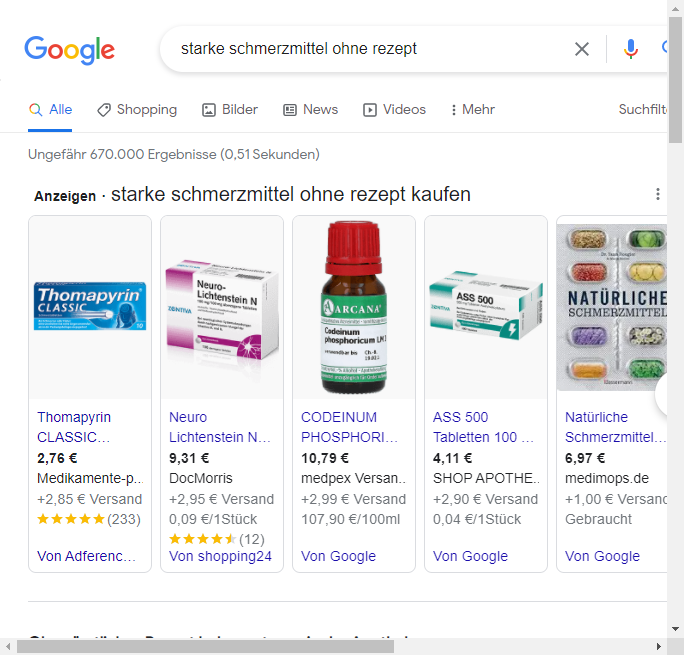 Google
starke schmerzmittel ohne rezept
Alle
Shopping
Bilder
News
Videos
Mehr
Ungefähr 670.000 Ergebnisse (0,51 Sekunden)
Anzeigen · starke schmerzmittel ohne rezept kaufen
Thomapyrin
CLASSIC
Neuro-
Lichtenstein N
ZENTIVA
ARCANA
Codeinum
phosphoricum LM
ASS 500
ZENTIVA
NATÜRLICHE
SCHMERZMITTEL
Thomapyrin
CLASSIC...
2,76 €
Medikamente-p...
+2,85 € Versand
(233)
Von Adferenc...
Neuro
Lichtenstein N...
9,31 €
DocMorris
+2,95 € Versand
0,09 €/1Stück
(12)
Von shopping24
CODEINUM
PHOSPHORI...
10,79 €
medpex Versan...
+2,99 € Versand
107,90 €/100ml
Von Google
ASS 500
Tabletten 100 ...
4,11 €
SHOP APOTHE...
+2,90 € Versand
0,04 €/1Stück
Von Google
Natürliche
Schmerzmittel...
6,97 €
medimops.de
+1,00 € Versand
Gebraucht
Von Google